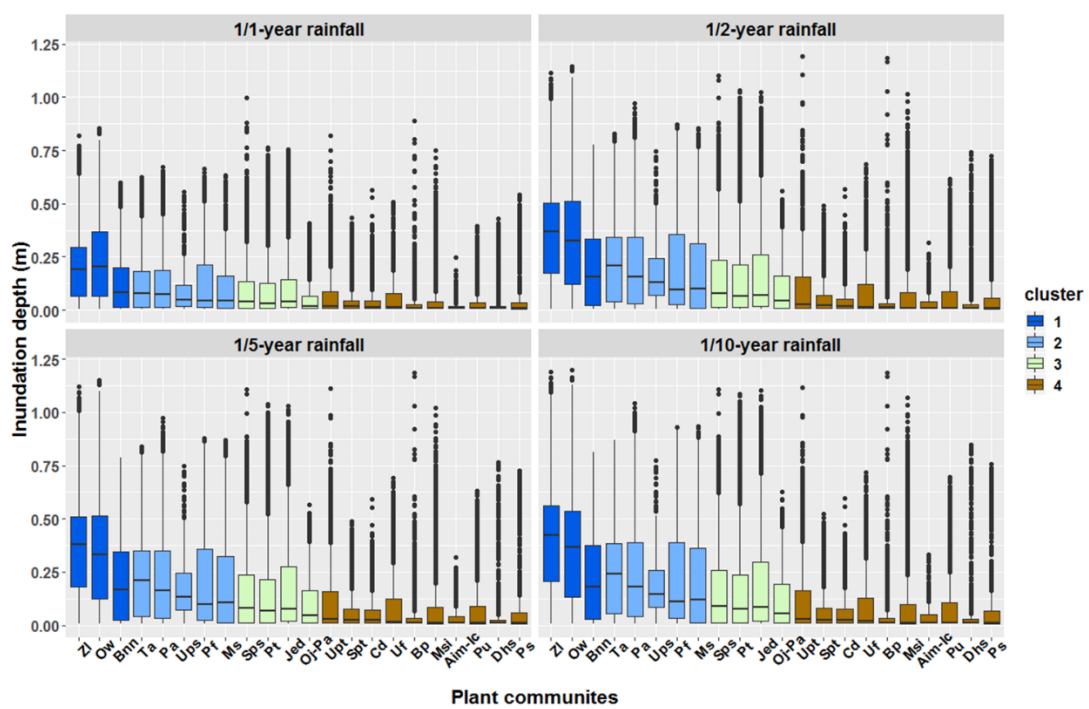 1/1-year rainfall
1/2-year rainfall
1.25
1.00
0.75
0.50
0.25
0.00
1/5-year rainfall
1/10-year rainfall
1.25
1.00
0.75
0.50
0.25
0.00
Inundation depth (m)
Zl Ow Bnn Ta Pa Ups Pf Ms Sps Pt Jed Oj-Pa Upt Spt Cd Uf Bp Msi Aim-Ic Pu Dhs Ps
Zl Ow Bnn Ta Pa Ups Pf Ms Sps Pt Jed Oj-Pa Upt Spt Cd Uf Bp Msi Aim-Ic Pu Dhs Ps
Plant communites
cluster
1
2
3
4